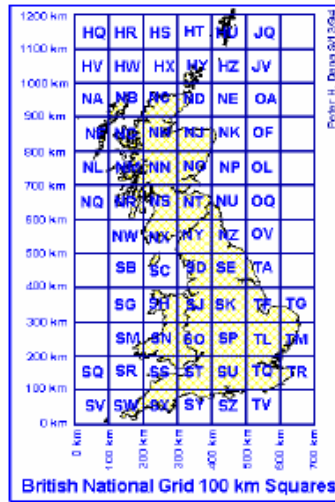 1200 km HQ HR HS HT HU JQ
1100 km HV HW HX HY HZ JV
1000 km NA NB NC ND NE OA
900 km NF NG NH NJ NK OF
800 km NL NM NN NO NP OL
700 km NQ NR NS NT NU OQ
600 km NW NX NY NZ OV
500 km SB SC SD SE TA
400 km SG SH SJ SK TF TG
300 km SM SN SO SP TL TM
200 km SQ SR SS ST SU TQ TR
100 km SV SW SX SY SZ TV
0 km
0 km 100 km 200 km 300 km 400 km 500 km 600 km 700 km
British National Grid 100 km Squares
Peter H. Dana